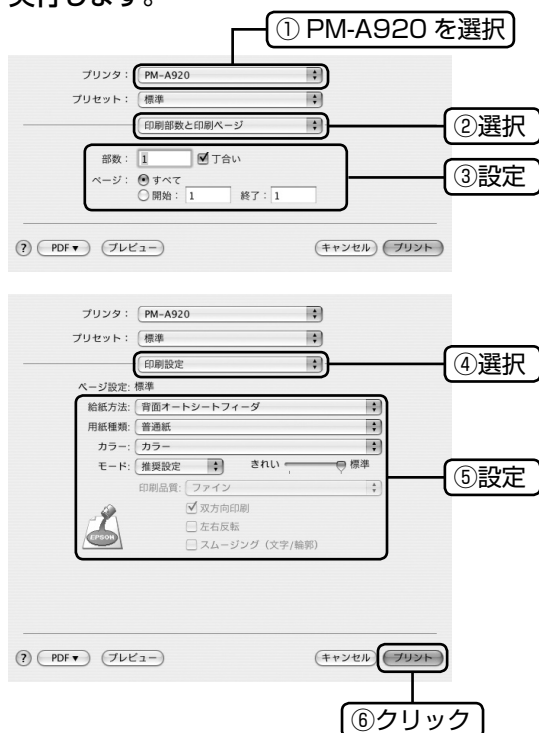 実行します。
① PM-A920 を選択
プリンタ： PM-A920
プリセット： 標準
印刷部数と印刷ページ
②選択
部数： 1 丁合い
ページ： すべて
開始： 1 終了： 1
③設定
? PDF▼ プレビュー キャンセル プリント
プリンタ： PM-A920
プリセット： 標準
印刷設定
④選択
ページ設定: 標準
給紙方法: 背面オートシートフィーダ
用紙種類: 普通紙
カラー: カラー
モード: 推奨設定 きれい 標準
⑤設定
印刷品質: ファイン
双方向印刷
左右反転
スムージング（文字/輪郭）
EPSON
? PDF▼ プレビュー キャンセル プリント
⑥クリック